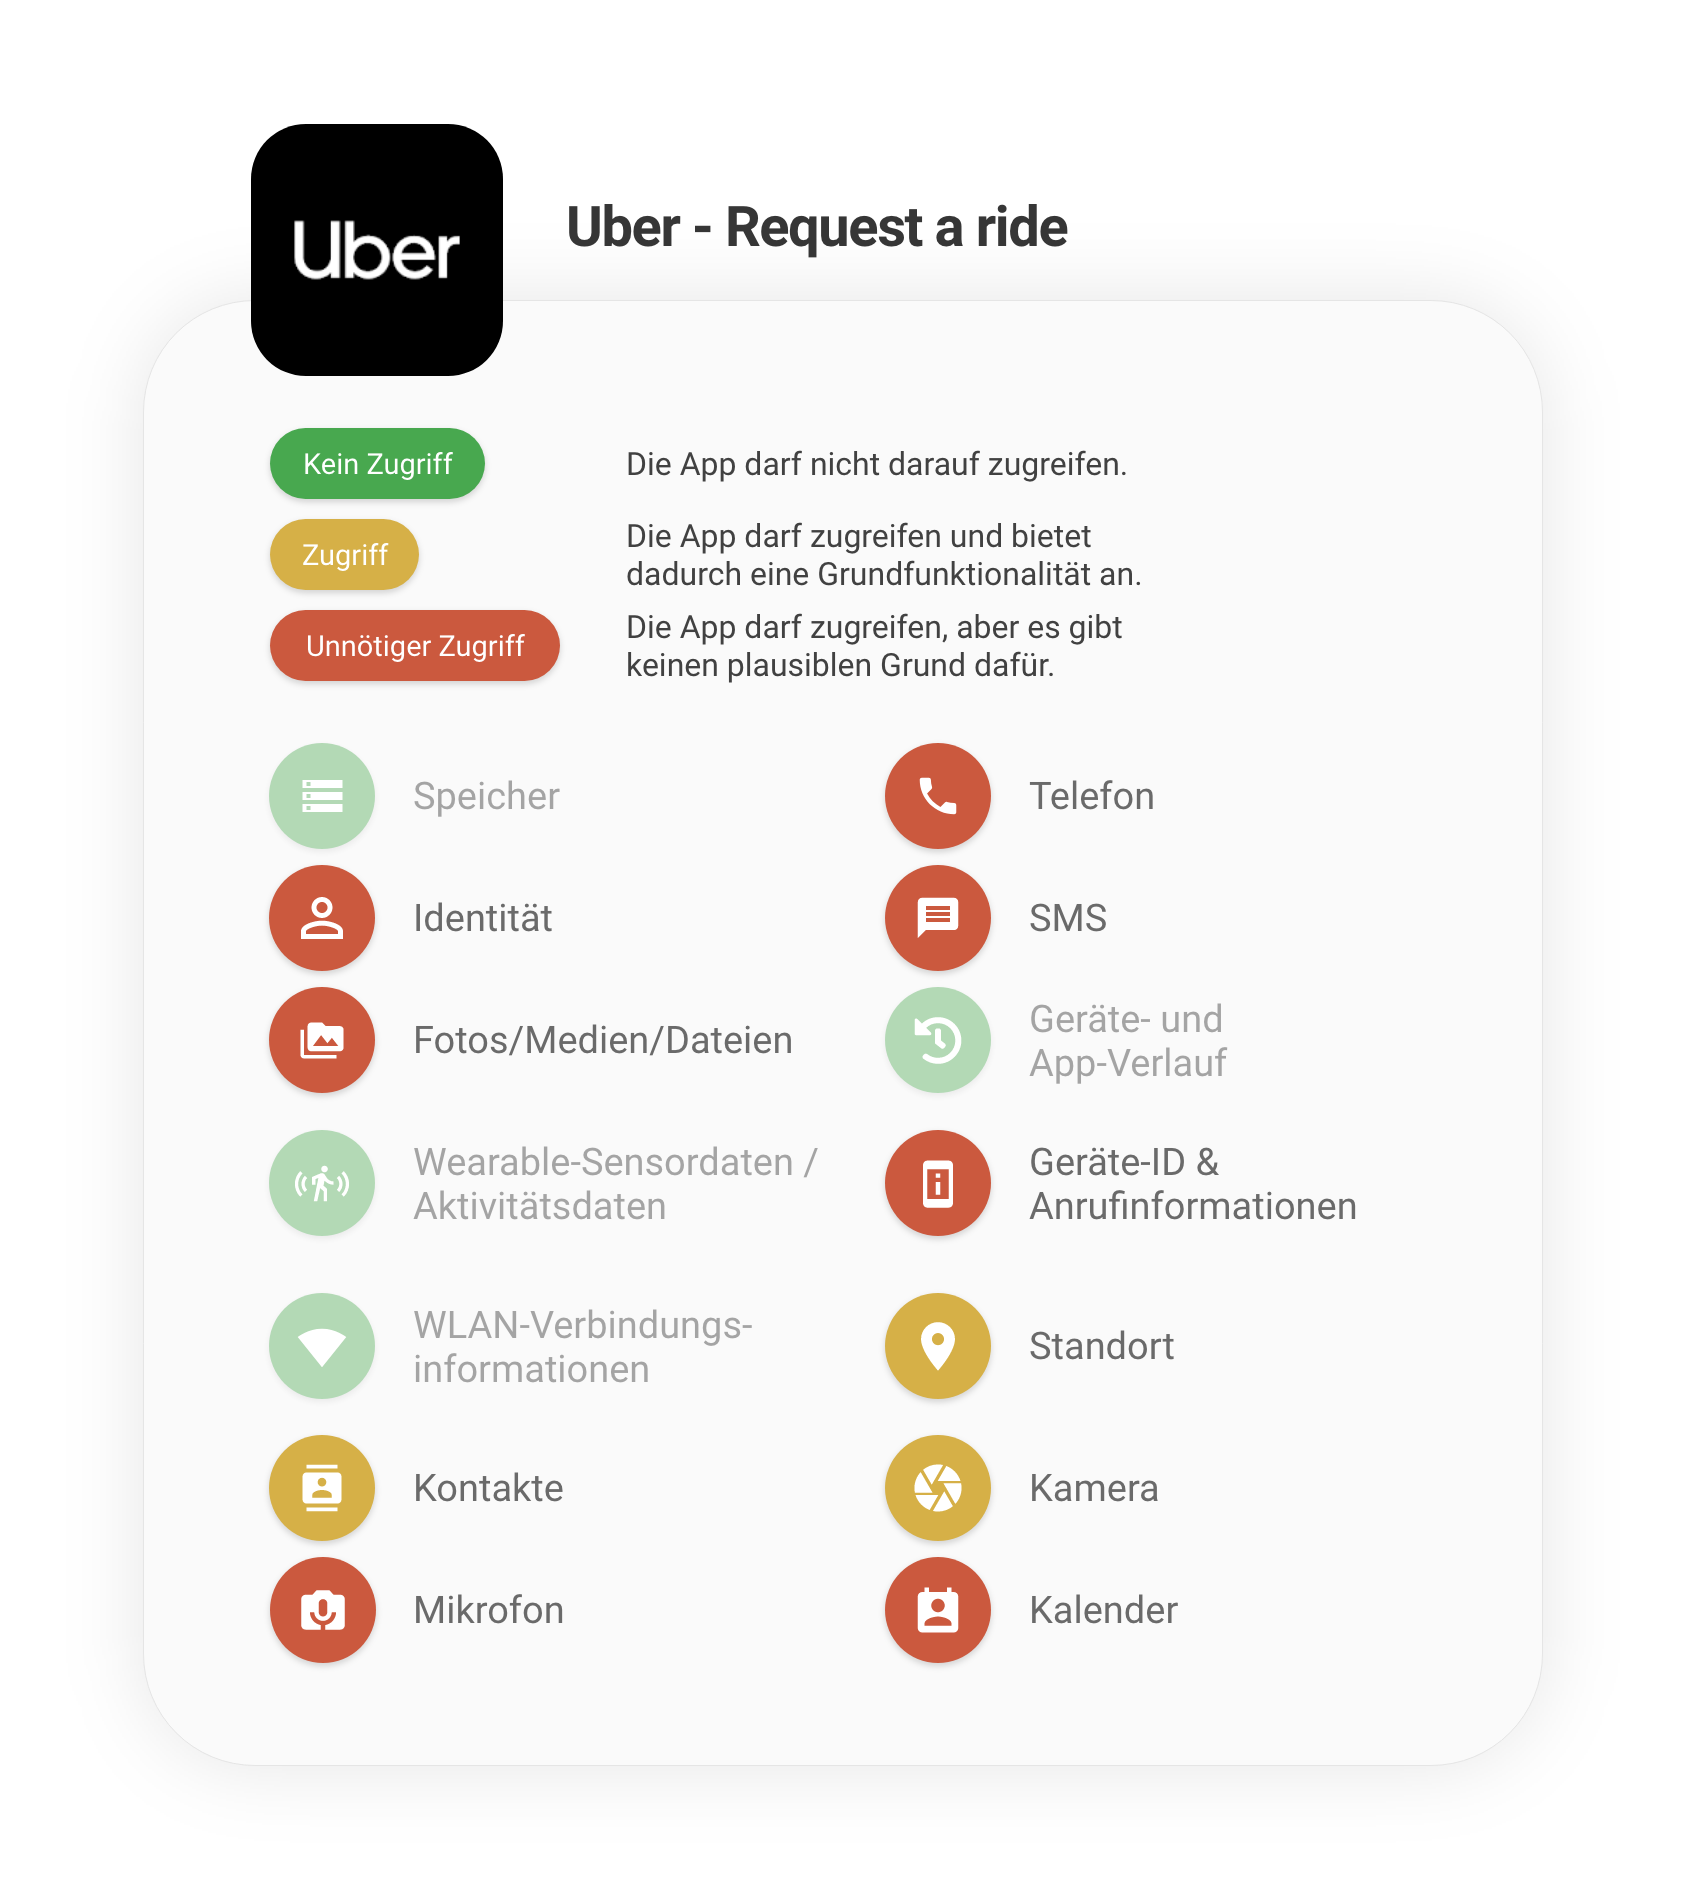 Uber
Uber - Request a ride
Kein Zugriff
Die App darf nicht darauf zugreifen.
Zugriff
Die App darf zugreifen und bietet
dadurch eine Grundfunktionalität an.
Unnötiger Zugriff
Die App darf zugreifen, aber es gibt
keinen plausiblen Grund dafür.
Speicher
Telefon
Identität
SMS
Fotos/Medien/Dateien
Geräte- und
App-Verlauf
Wearable-Sensordaten /
Aktivitätsdaten
Geräte-ID &
Anrufinformationen
WLAN-Verbindungs-
informationen
Standort
Kontakte
Kamera
Mikrofon
Kalender